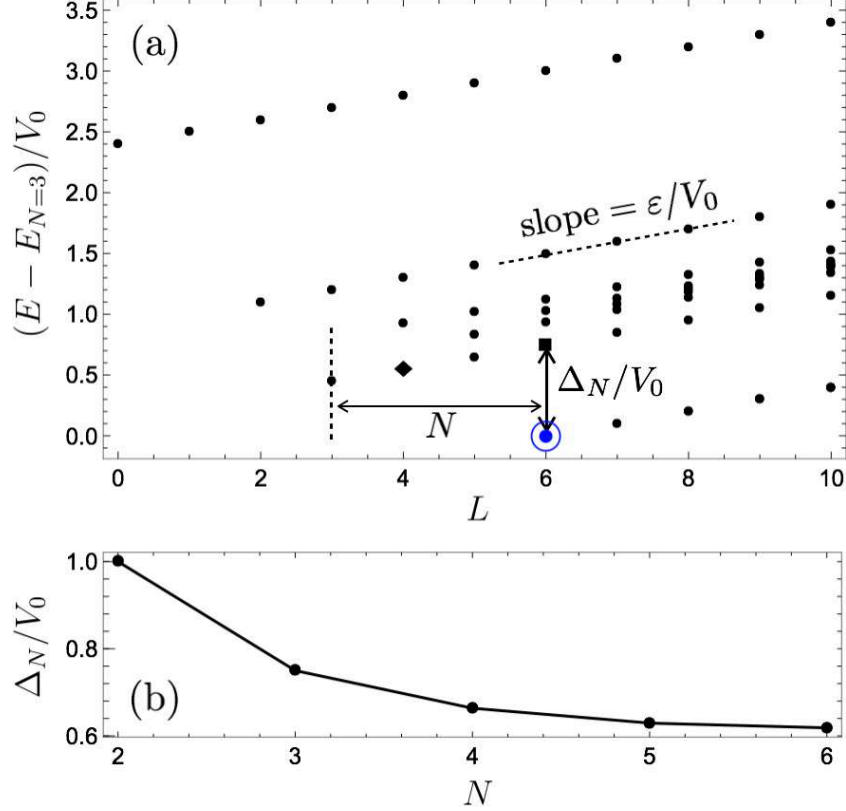 (a)
(E − E_{N=3})/V_0
3.5
3.0
2.5
2.0
1.5
1.0
0.5
0.0
slope = ε/V_0
Δ_N/V_0
N
0 2 4 6 8 10
L
(b)
Δ_N/V_0
1.0
0.8
0.6
2 3 4 5 6
N